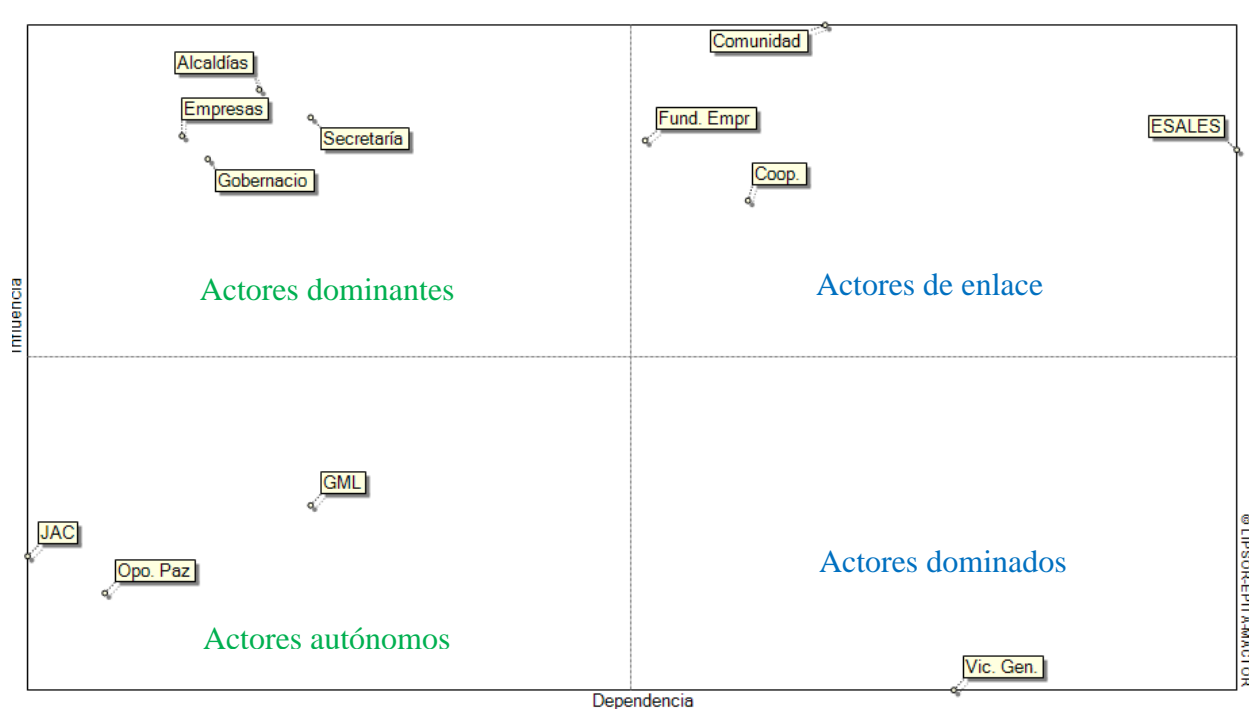 Comunidad
Alcaldías
Empresas
Fund. Empr
ESALES
Secretaría
Gobernacio
Coop.
Actores dominantes
Actores de enlace
Influencia
GML
JAC
Opo. Paz
Actores dominados
Actores autónomos
Vic. Gen.
Dependencia
© LIPSOR-EPITA-MACTOR